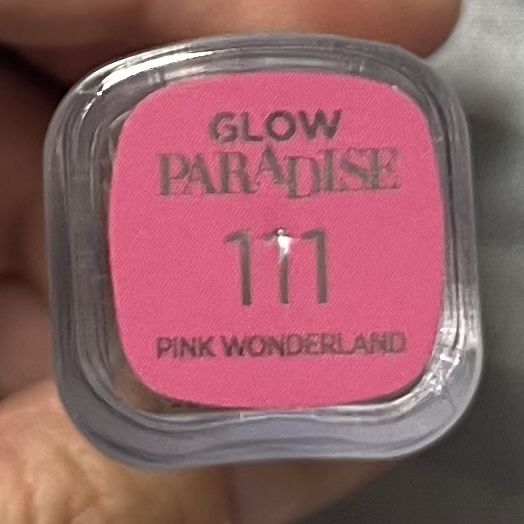 GLOW
PARADISE
111
PINK WONDERLAND